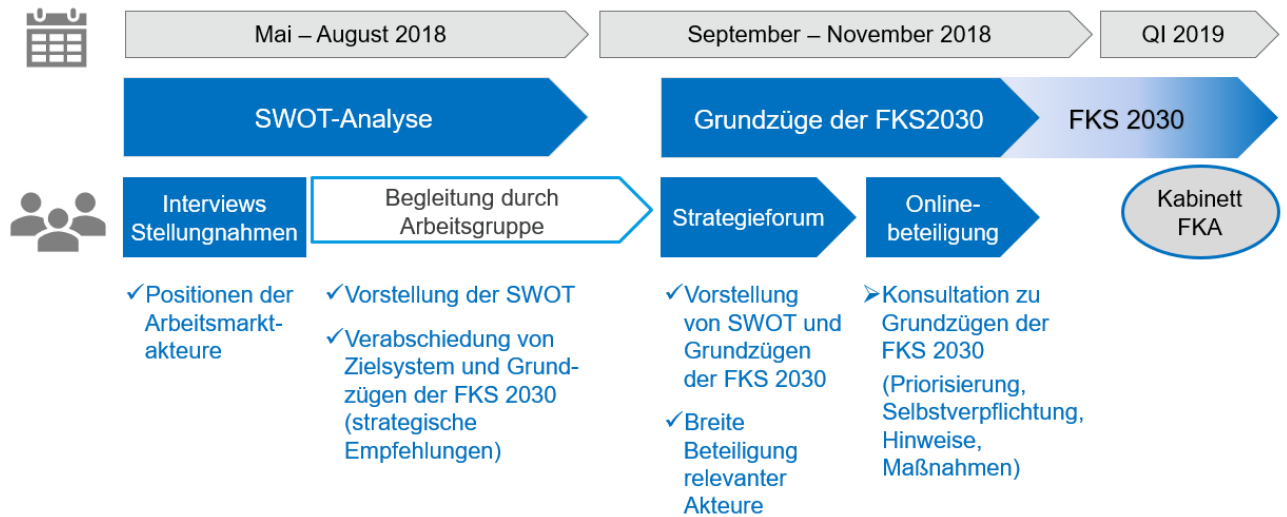 Mai – August 2018
September – November 2018
QI 2019
SWOT-Analyse
Grundzüge der FKS2030
FKS 2030
Interviews
Stellungnahmen
Begleitung durch
Arbeitsgruppe
Strategieforum
Online-
beteiligung
Kabinett
FKA
✓Positionen der
Arbeitsmarkt-
akteure
✓Vorstellung der SWOT
✓Verabschiedung von
Zielsystem und Grund-
zügen der FKS 2030
(strategische
Empfehlungen)
✓Vorstellung
von SWOT und
Grundzügen
der FKS 2030
✓Breite
Beteiligung
relevanter
Akteure
➢Konsultation zu
Grundzügen der
FKS 2030
(Priorisierung,
Selbstverpflichtung,
Hinweise,
Maßnahmen)